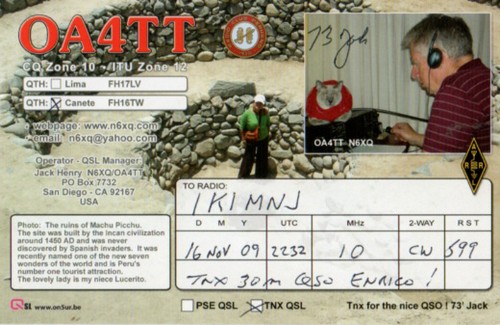 OA4TT
CQ Zone 10 - ITU Zone 12
QTH: Lima FH17LV
QTH: Canete FH16TW
• webpage: www.n6xq.com
• email: n6xq@yahoo.com
Operator - QSL Manager:
Jack Henry N6XQ/OA4TT
PO Box 7732
San Diego - CA 92167
USA
73 Jack
OA4TT N6XQ
Photo: The ruins of Machu Picchu.
The site was built by the incan civilization
around 1450 AD and was never
discovered by Spanish invaders. It was
recently named one of the new seven
wonders of the world and is Peru's
number one tourist attraction.
The lovely lady is my niece Lucerito.
TO RADIO:
IK1MNJ
D M Y UTC MHz 2-WAY RST
16 NOV 09 2232 10 CW 599
TNX 30m QSO ENRICO!
QSL www.on5ur.be
PSE QSL TNX QSL Tnx for the nice QSO ! 73' Jack